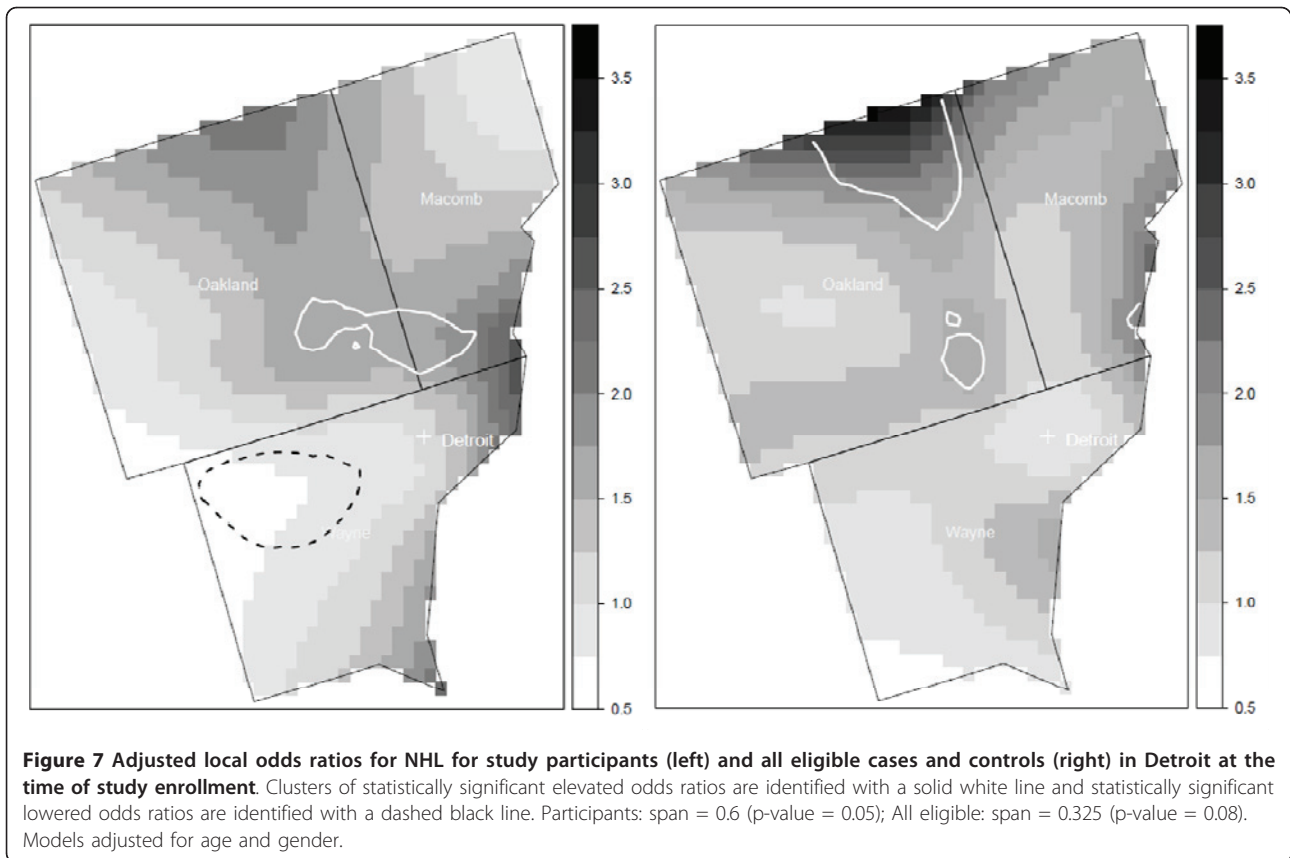 3.5
3.0
2.5
2.0
1.5
1.0
0.5
Macomb
Oakland
Detroit
Wayne
3.5
3.0
2.5
2.0
1.5
1.0
0.5
Macomb
Oakland
Detroit
Wayne
Figure 7 Adjusted local odds ratios for NHL for study participants (left) and all eligible cases and controls (right) in Detroit at the
time of study enrollment. Clusters of statistically significant elevated odds ratios are identified with a solid white line and statistically significant
lowered odds ratios are identified with a dashed black line. Participants: span = 0.6 (p-value = 0.05); All eligible: span = 0.325 (p-value = 0.08).
Models adjusted for age and gender.